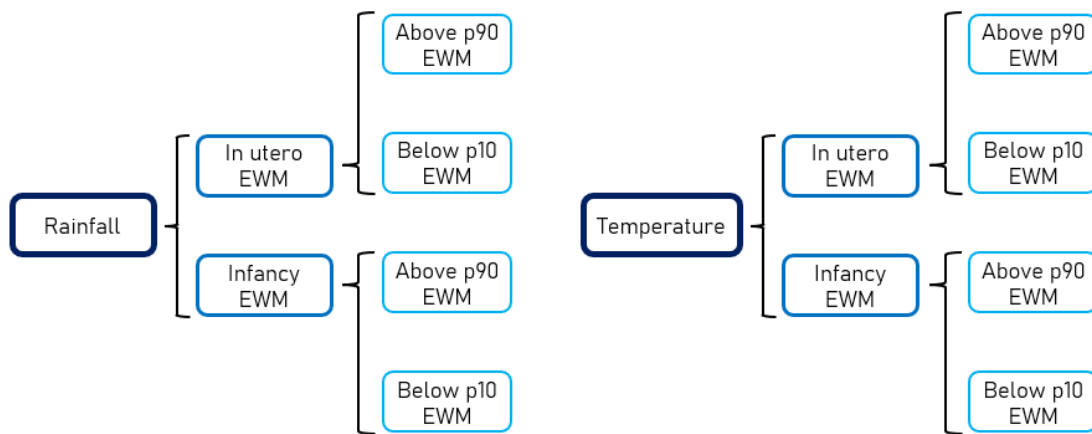 Rainfall
In utero
EWM
Above p90
EWM
Below p10
EWM
Infancy
EWM
Above p90
EWM
Below p10
EWM
Temperature
In utero
EWM
Above p90
EWM
Below p10
EWM
Infancy
EWM
Above p90
EWM
Below p10
EWM